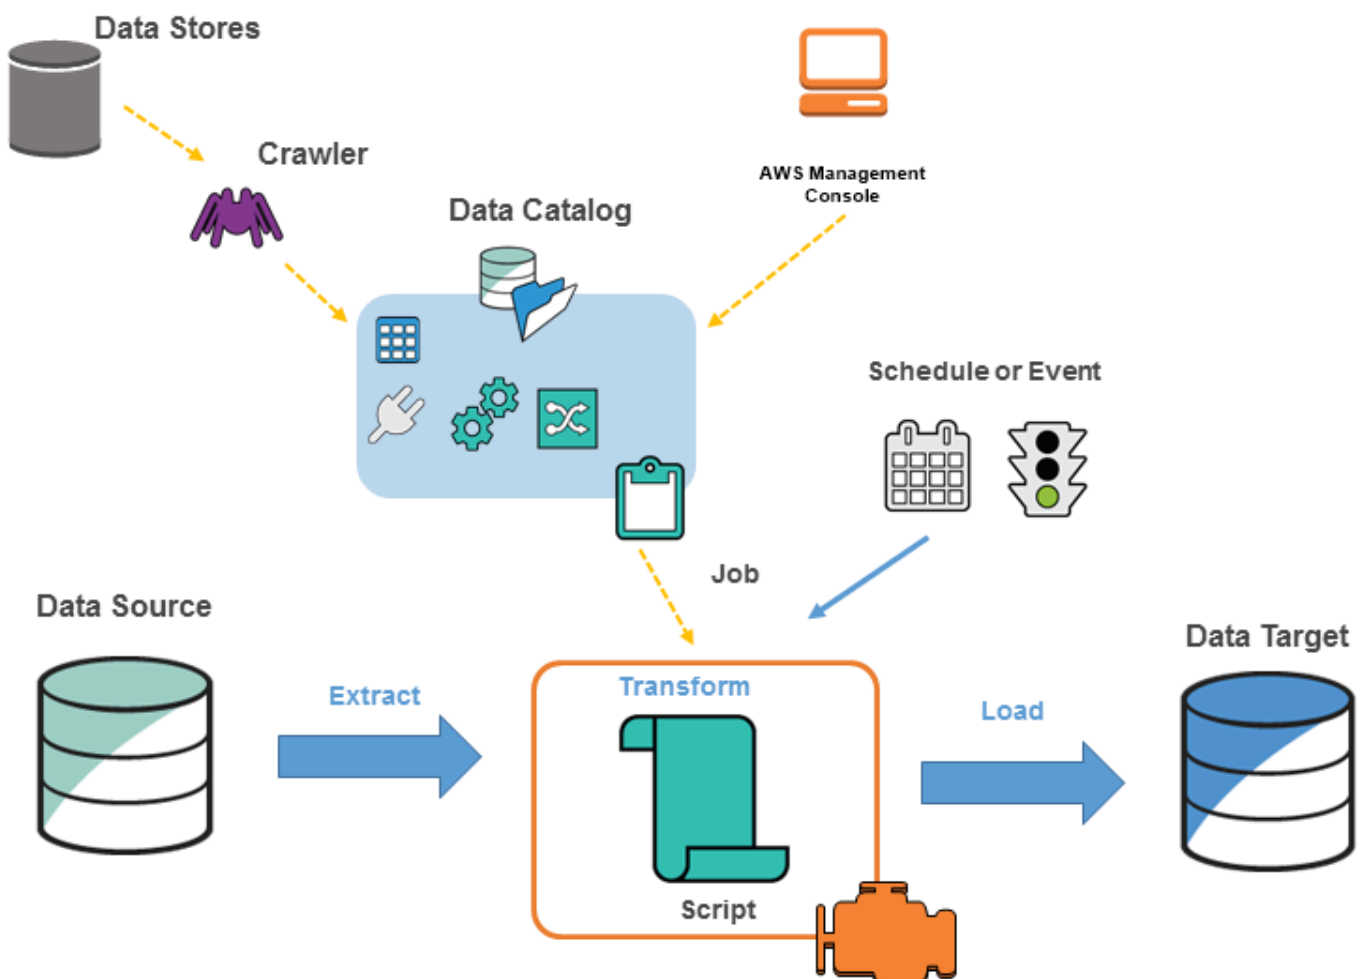 Data Stores
Crawler
AWS Management
Console
Data Catalog
Schedule or Event
Job
Data Source
Data Target
Extract
Transform
Load
Script